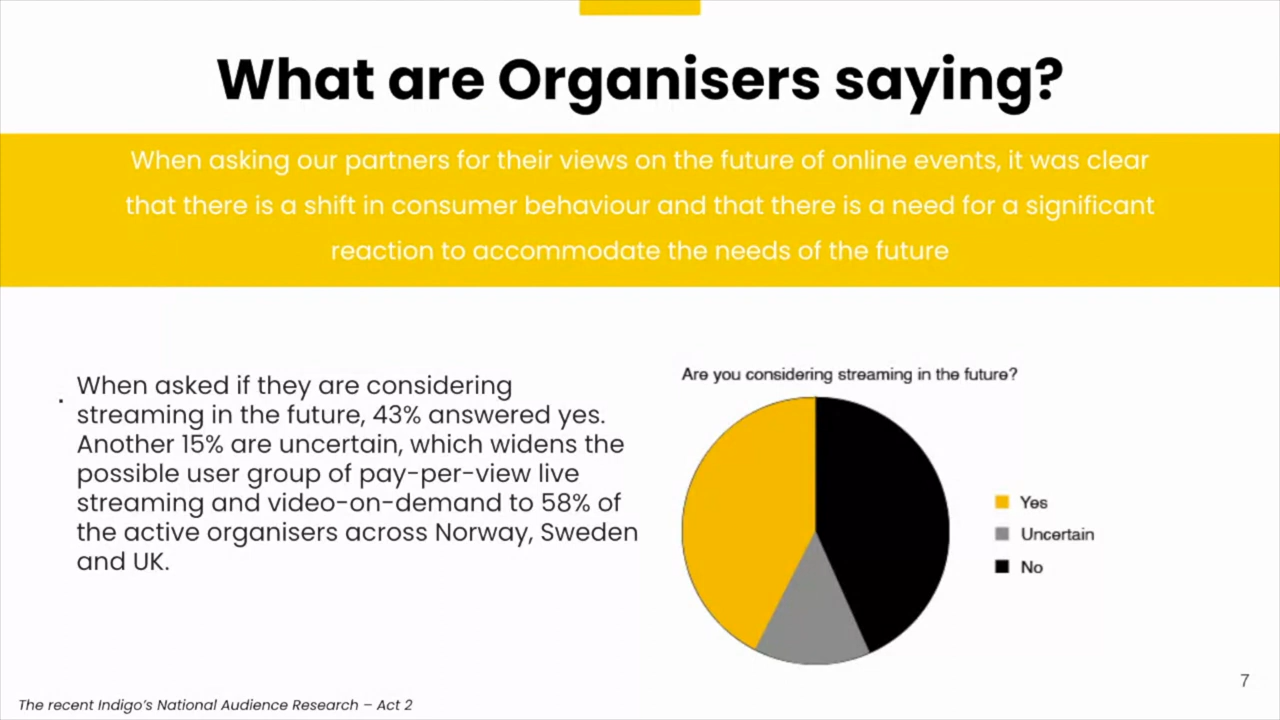 What are Organisers saying?
When asking our partners for their views on the future of online events, it was clear
that there is a shift in consumer behaviour and that there is a need for a significant
reaction to accommodate the needs of the future
When asked if they are considering
streaming in the future, 43% answered yes.
Another 15% are uncertain, which widens the
possible user group of pay-per-view live
streaming and video-on-demand to 58% of
the active organisers across Norway, Sweden
and UK.
Are you considering streaming in the future?
Yes
Uncertain
No
7
The recent Indigo's National Audience Research – Act 2